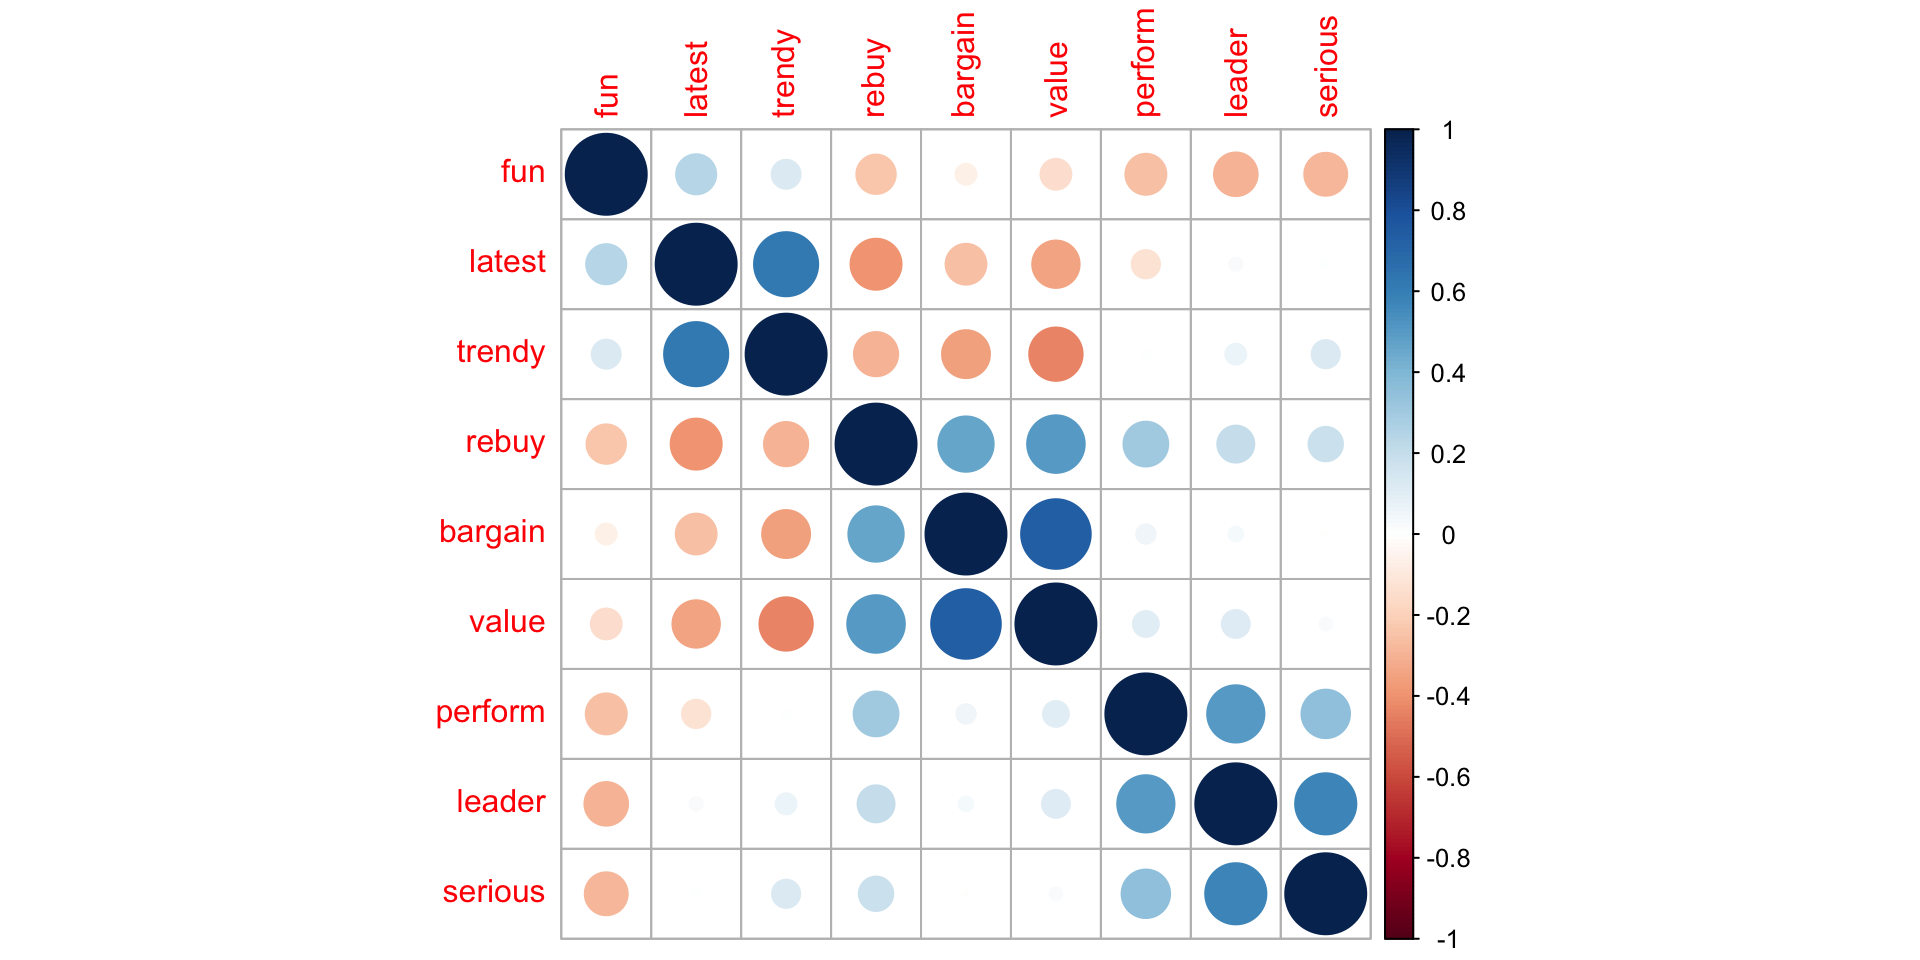 fun
latest
trendy
rebuy
bargain
value
perform
leader
serious
fun
latest
trendy
rebuy
bargain
value
perform
leader
serious
1
0.8
0.6
0.4
0.2
0
-0.2
-0.4
-0.6
-0.8
-1